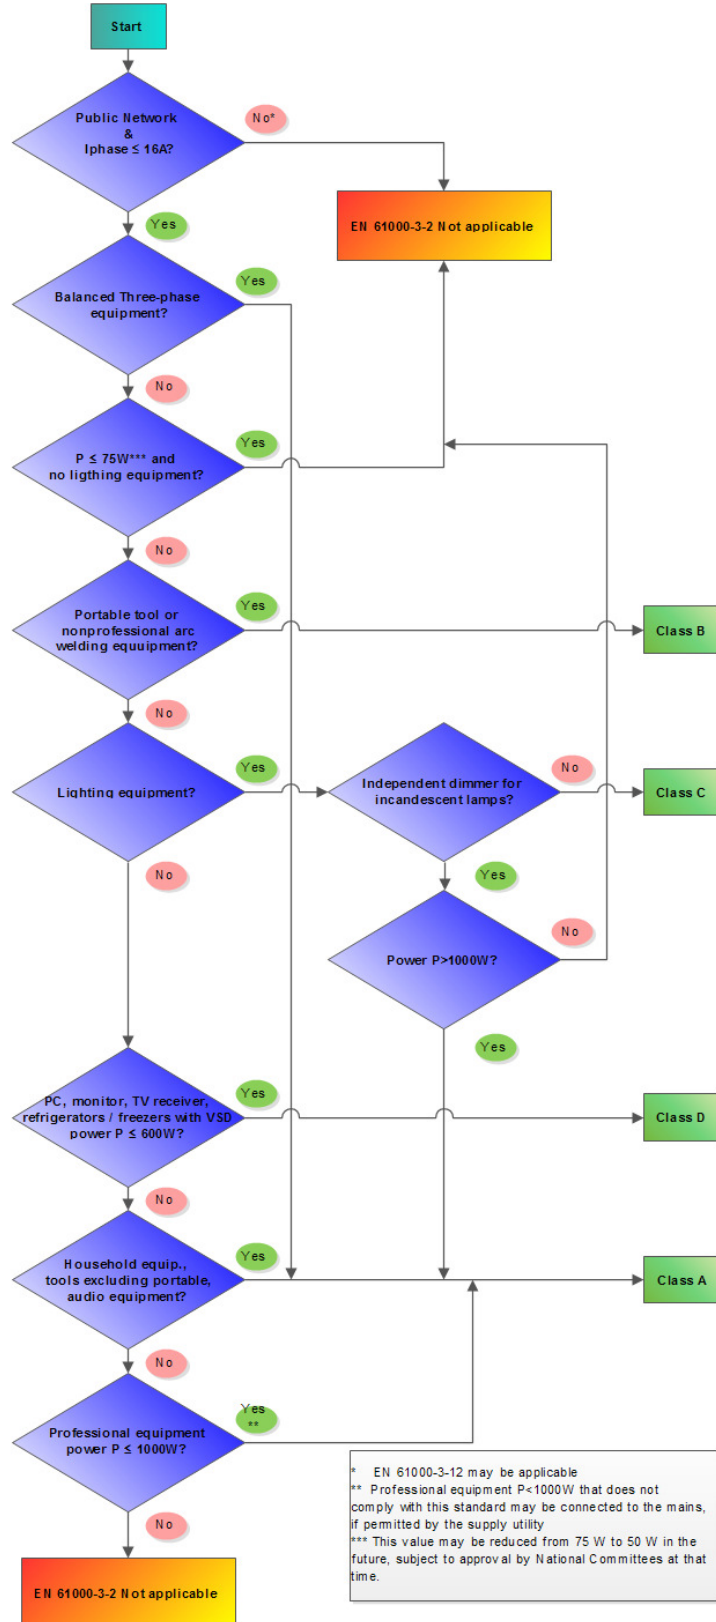 Start
Public Network
&
Iphase ≤ 16A?
No*
EN 61000-3-2 Not applicable
Yes
Balanced Three-phase
equipment?
Yes
No
P ≤ 75W*** and
no ligthing equipment?
Yes
No
Portable tool or
nonprofessional arc
welding equuipment?
Yes
Class B
No
Lighting equipment?
Yes
Independent dimmer for
incandescent lamps?
No
Class C
No
Yes
Power P>1000W?
No
Yes
PC, monitor, TV receiver,
refrigerators / freezers with VSD
power P ≤ 600W?
Yes
Class D
No
Household equip.,
tools excluding portable,
audio equipment?
Yes
Class A
No
Professional equipment
power P ≤ 1000W?
Yes
**
No
EN 61000-3-2 Not applicable
* EN 61000-3-12 may be applicable
** Professional equipment P<1000W that does not
comply with this standard may be connected to the mains,
if permitted by the supply utility
*** This value may be reduced from 75 W to 50 W in the
future, subject to approval by National Committees at that
time.